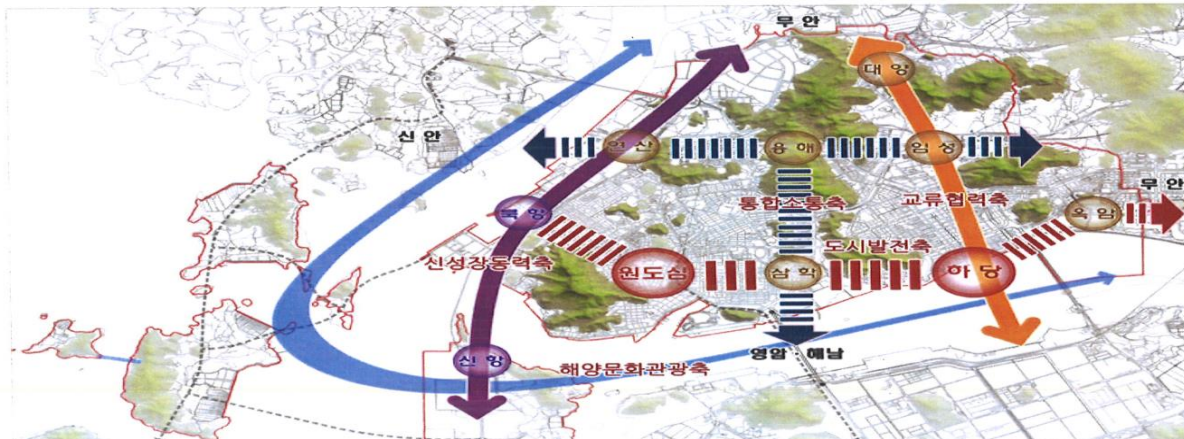 무안
대양
신안
연산
용해
임성
무안
통합소통축
교류협력축
옥암
북항
신성장동력축
원도심
도시발전축
삼학
하당
영암·해남
신항
해양문화관광축